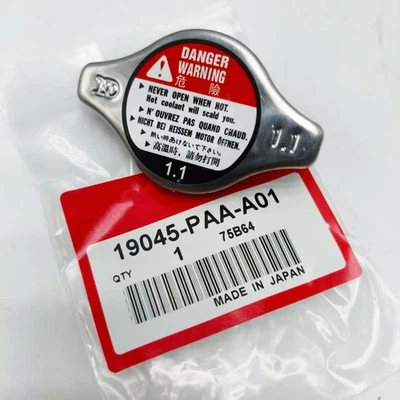 DANGER
WARNING
危險
NEVER OPEN WHEN HOT.
Hot coolant will scald you.
N'OUVREZ PAS QUAND CHAUD.
NICHT BEI HEISSEM MOTOR ÖFFNEN.
熱い時あけないで下さい。
高溫時,請勿打開
1.1
1.1
19045-PAA-A01
QTY 1 75B64
MADE IN JAPAN